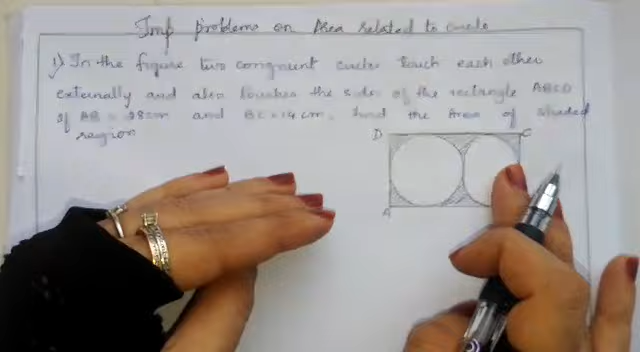 Imp problems on Area related to circle
1) In the figure two congruent circles touch each other
externally and also touches the sides of the rectangle ABCD
if AB = 28cm and BC = 14 cm, find the Area of shaded
region
D C
A